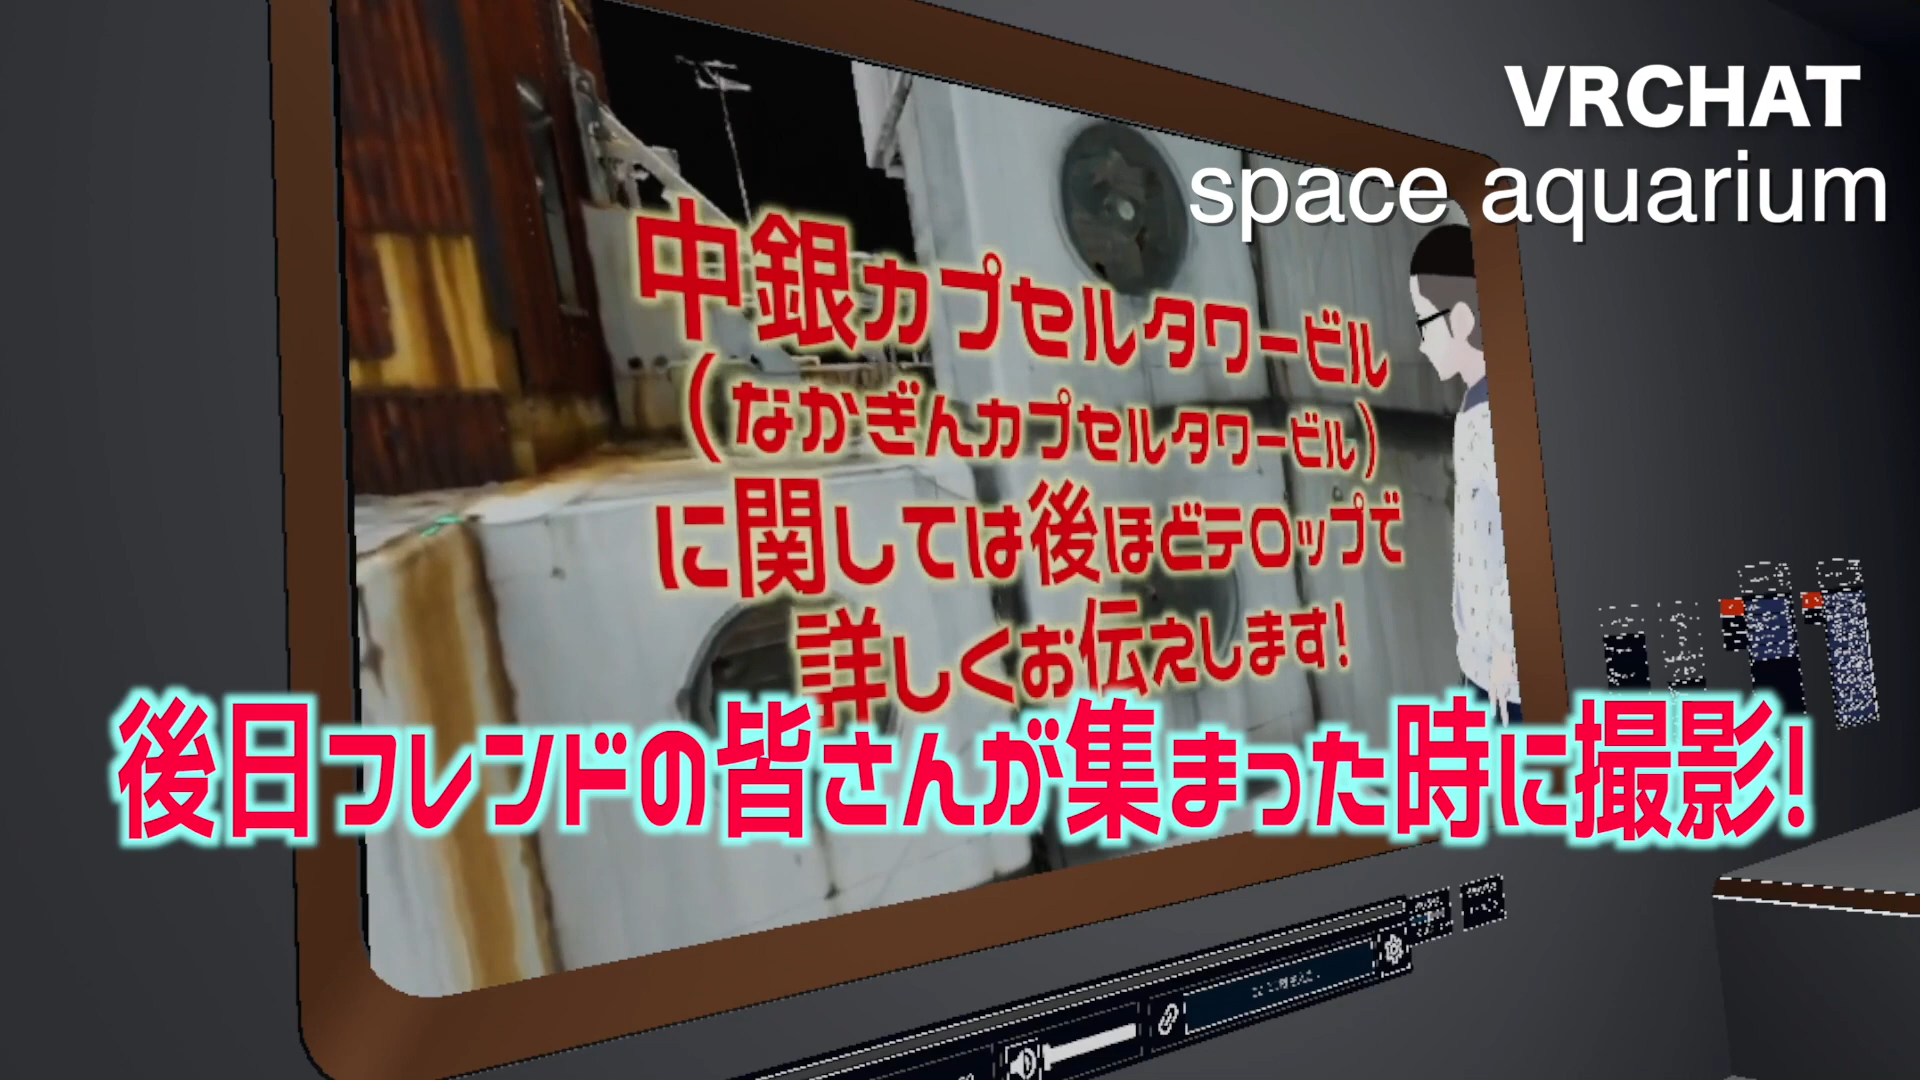 VRCHAT
space aquarium
中銀カプセルタワービル
(なかぎんカプセルタワービル)
に関しては後ほどテロップで
詳しくお伝えします!
後日フレンドの皆さんが集まった時に撮影!